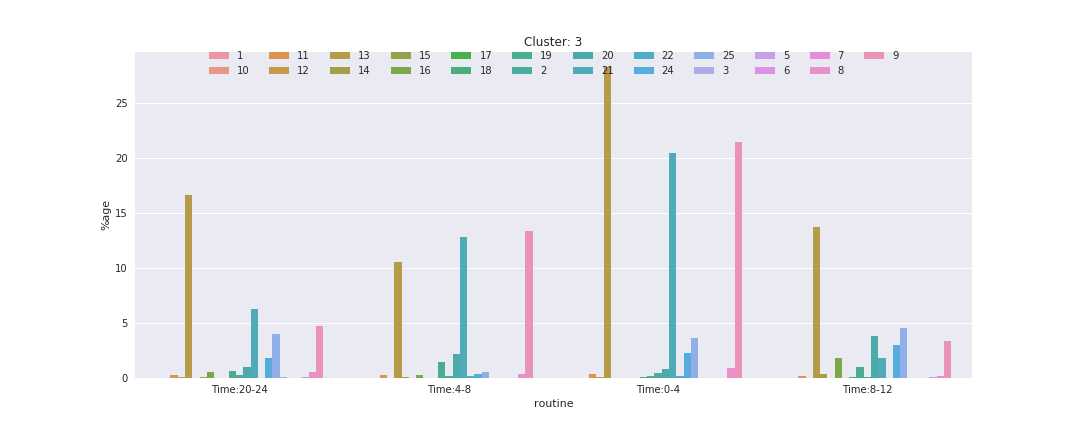 Cluster: 3
1 11 13 15 17 19 20 22 25 5 7 9
10 12 14 16 18 2 21 24 3 6 8
25
20
15
10
5
0
%age
Time:20-24 Time:4-8 Time:0-4 Time:8-12
routine